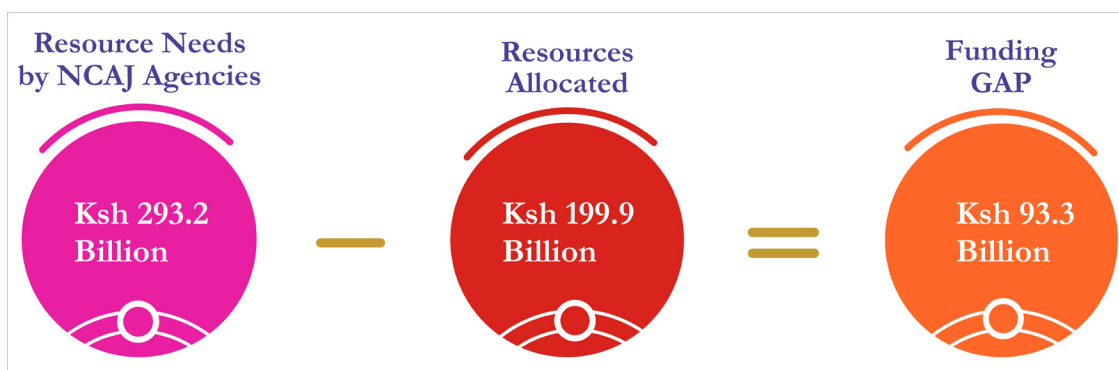 Resource Needs
by NCAJ Agencies
Ksh 293.2
Billion
Resources
Allocated
Ksh 199.9
Billion
Funding
GAP
Ksh 93.3
Billion